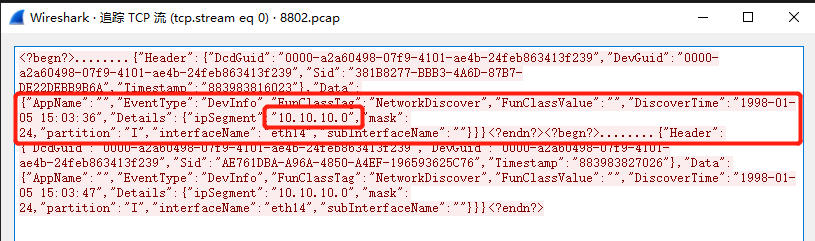 Wireshark · 追踪 TCP 流 (tcp.stream eq 0) · 8802.pcap
<?begn?>........{"Header":{"DcdGuid":"0000-a2a60498-07f9-4101-ae4b-24feb863413f239","DevGuid":"0000-
a2a60498-07f9-4101-ae4b-24feb863413f239","Sid":"381B8277-BBB3-4A6D-87B7-
DE22DEBB9B6A","Timestamp":"883983816023"},"Data":
{"AppName":"","EventType":"DevInfo","FunClassTag":"NetworkDiscover","FunClassValue":"","DiscoverTime":"1998-01-
05 15:03:36","Details":{"ipSegment":"10.10.10.0","mask":
24,"partition":"I","interfaceName":"eth14","subInterfaceName":""}}}<?endn?><?begn?>........{"Header":
{"DcdGuid":"0000-a2a60498-07f9-4101-ae4b-24feb863413f239","DevGuid":"0000-a2a60498-07f9-4101-
ae4b-24feb863413f239","Sid":"AE761DBA-A96A-4850-A4EF-196593625C76","Timestamp":"883983827026"},"Data":
{"AppName":"","EventType":"DevInfo","FunClassTag":"NetworkDiscover","FunClassValue":"","DiscoverTime":"1998-01-
05 15:03:47","Details":{"ipSegment":"10.10.10.0","mask":
24,"partition":"I","interfaceName":"eth14","subInterfaceName":""}}}<?endn?>